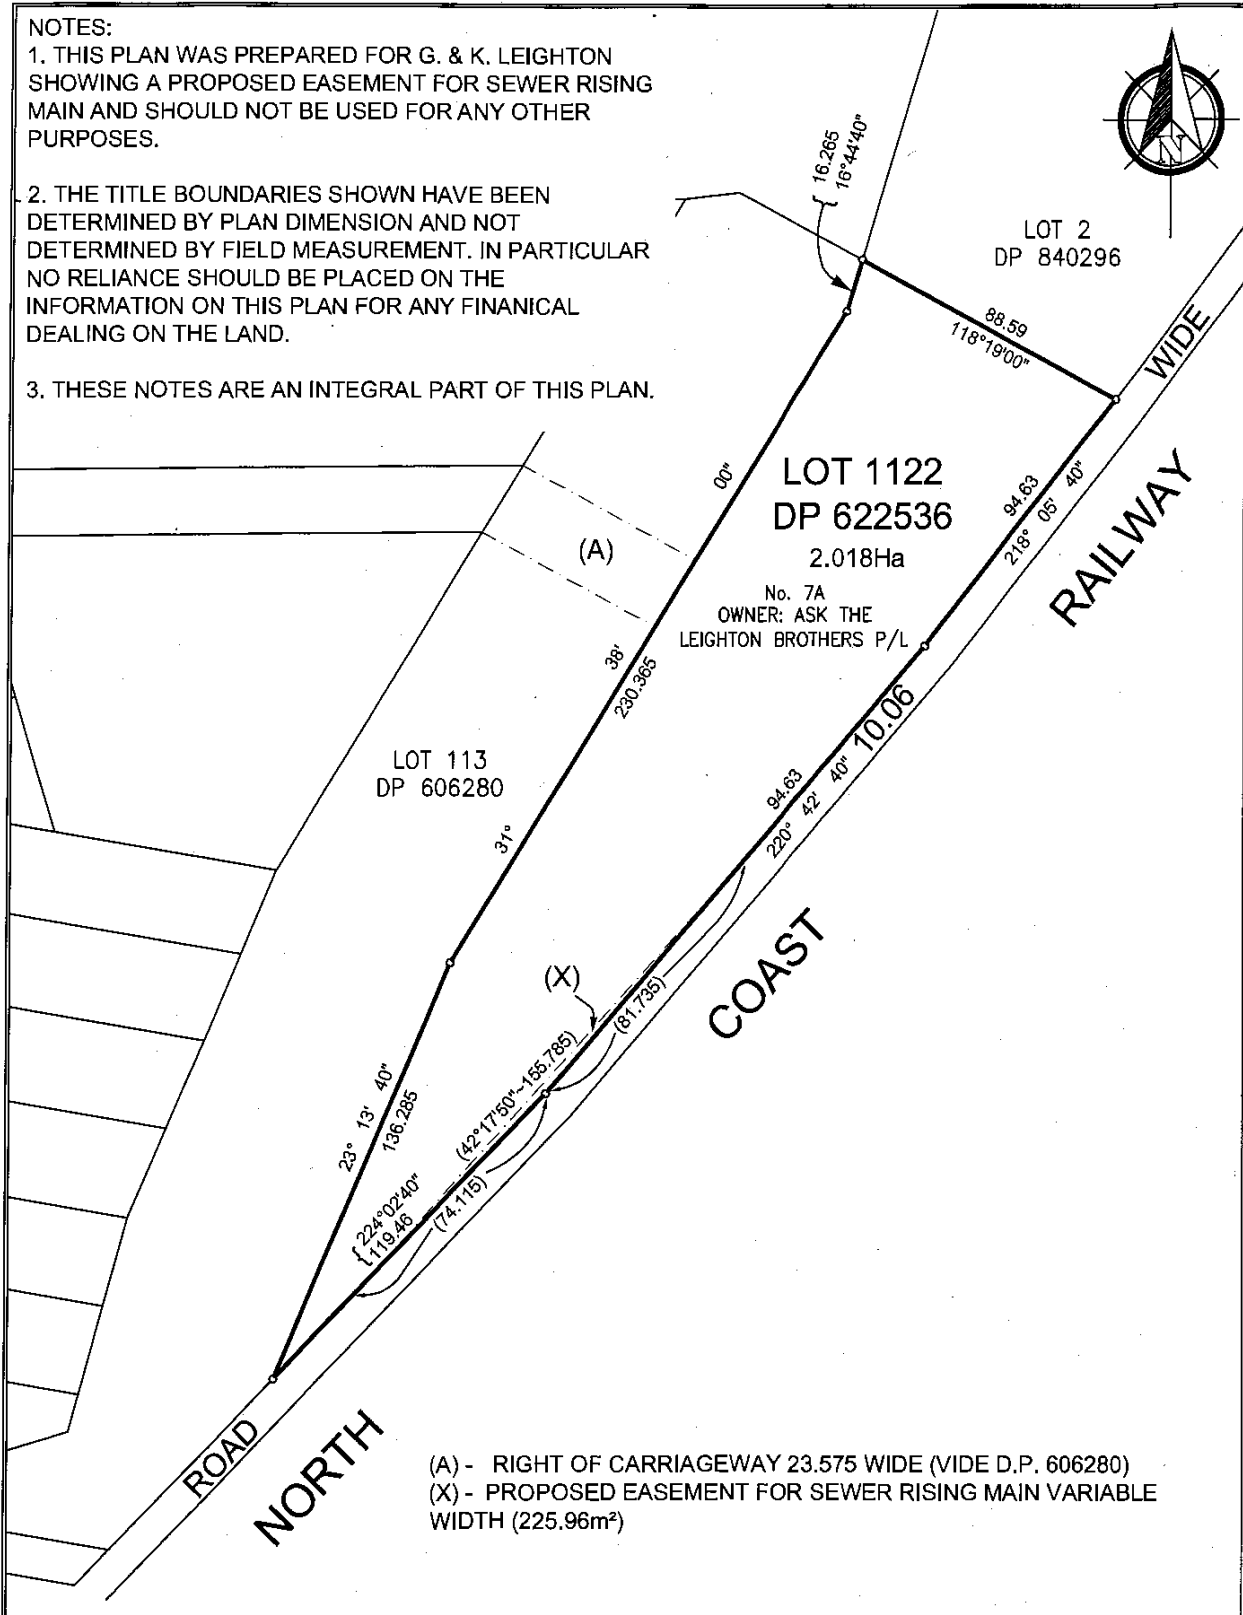 NOTES:
1. THIS PLAN WAS PREPARED FOR G. & K. LEIGHTON
SHOWING A PROPOSED EASEMENT FOR SEWER RISING
MAIN AND SHOULD NOT BE USED FOR ANY OTHER
PURPOSES.
2. THE TITLE BOUNDARIES SHOWN HAVE BEEN
DETERMINED BY PLAN DIMENSION AND NOT
DETERMINED BY FIELD MEASUREMENT. IN PARTICULAR
NO RELIANCE SHOULD BE PLACED ON THE
INFORMATION ON THIS PLAN FOR ANY FINANICAL
DEALING ON THE LAND.
3. THESE NOTES ARE AN INTEGRAL PART OF THIS PLAN.
N
16.265
16°44'40"
LOT 2
DP 840296
88.59
118°19'00"
WIDE
LOT 1122
DP 622536
2.018Ha
No. 7A
OWNER: ASK THE
LEIGHTON BROTHERS P/L
94.63
218° 05' 40"
RAILWAY
(A)
31° 38' 00"
230.365
LOT 113
DP 606280
10.06
94.63
220° 42' 40"
COAST
(X)
(81.735)
(42°17'50"~155.785)
23° 13' 40"
136.285
224°02'40"
119.46
(74.115)
ROAD
NORTH
(A) - RIGHT OF CARRIAGEWAY 23.575 WIDE (VIDE D.P. 606280)
(X) - PROPOSED EASEMENT FOR SEWER RISING MAIN VARIABLE
WIDTH (225.96m²)